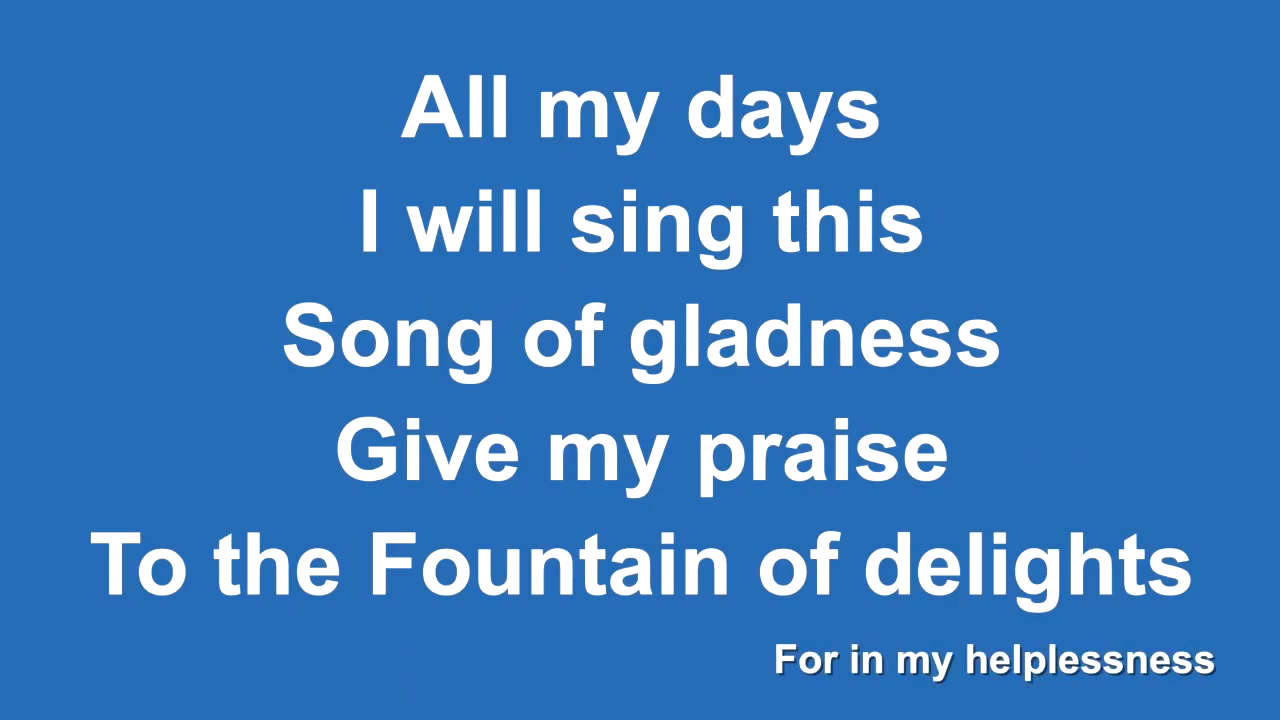 All my days
I will sing this
Song of gladness
Give my praise
To the Fountain of delights
For in my helplessness